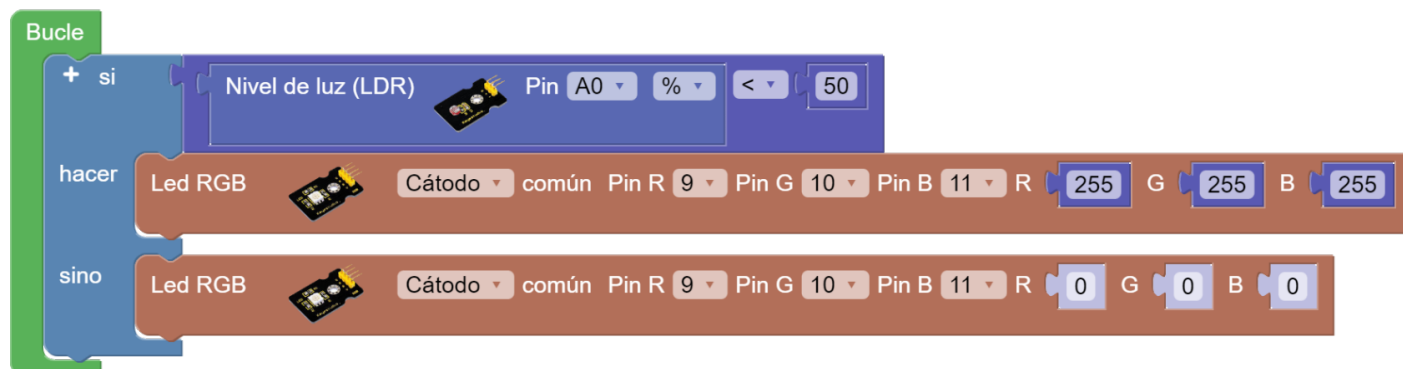 Bucle
+ si Nivel de luz (LDR) Pin A0 % < 50
hacer Led RGB Cátodo común Pin R 9 Pin G 10 Pin B 11 R 255 G 255 B 255
sino Led RGB Cátodo común Pin R 9 Pin G 10 Pin B 11 R 0 G 0 B 0